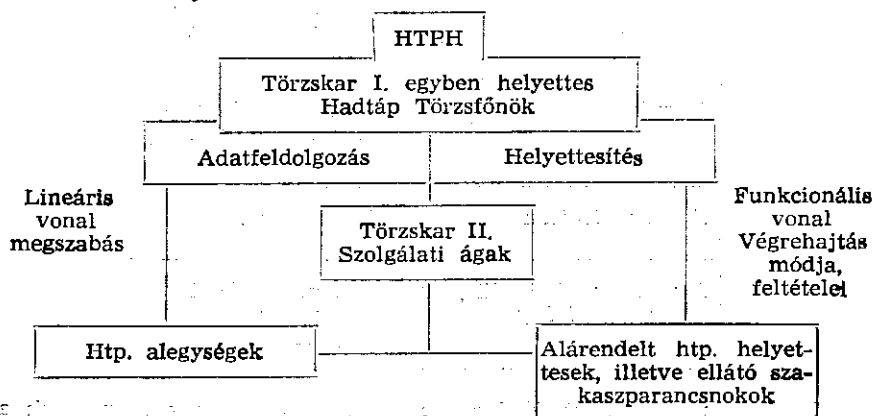 HTPH
Törzskar I. egyben helyettes
Hadtáp Törzsfőnök
Adatfeldolgozás
Helyettesítés
Lineáris
vonal
megszabás
Törzskar II.
Szolgálati ágak
Funkcionális
vonal
Végrehajtás
módja,
feltételei
Htp. alegységek
Alárendelt htp. helyet-
tesek, illetve ellátó sza-
kaszparancsnokok